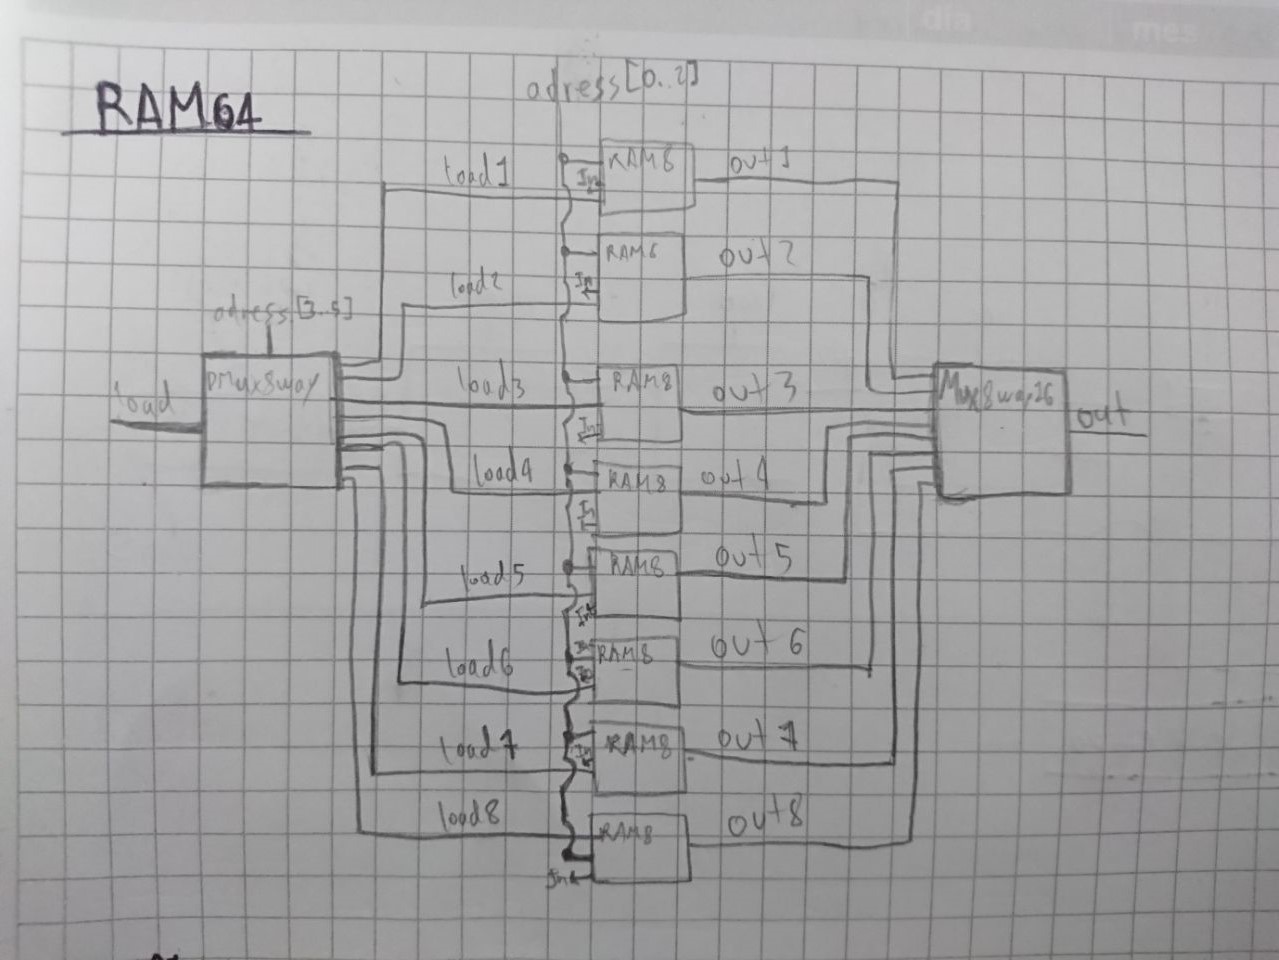 dia
mes
RAM64
adress[0..2]
load1
In
RAM8
out1
load2
In
RAM8
out2
adress[3..5]
load
DMux8way
load3
In
RAM8
out3
Mux8way16
out
load4
In
RAM8
out4
load5
In
RAM8
out5
load6
In
RAM8
out6
load7
In
RAM8
out7
load8
In
RAM8
out8